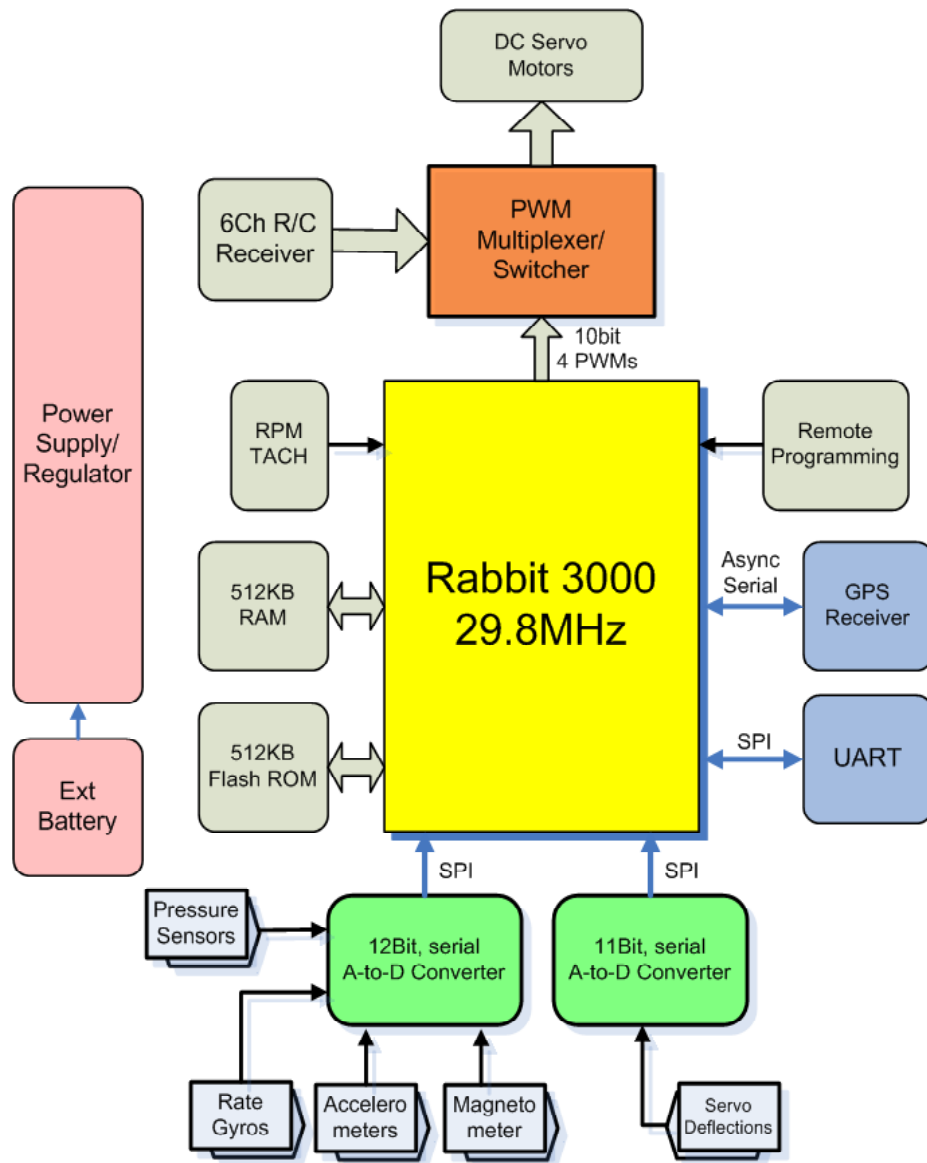 DC Servo
Motors
6Ch R/C
Receiver
PWM
Multiplexer/
Switcher
10bit
4 PWMs
Power
Supply/
Regulator
RPM
TACH
Remote
Programming
Rabbit 3000
29.8MHz
512KB
RAM
Async
Serial
GPS
Receiver
512KB
Flash ROM
SPI
UART
Ext
Battery
SPI
SPI
Pressure
Sensors
12Bit, serial
A-to-D Converter
11Bit, serial
A-to-D Converter
Rate
Gyros
Accelero
meters
Magneto
meter
Servo
Deflections